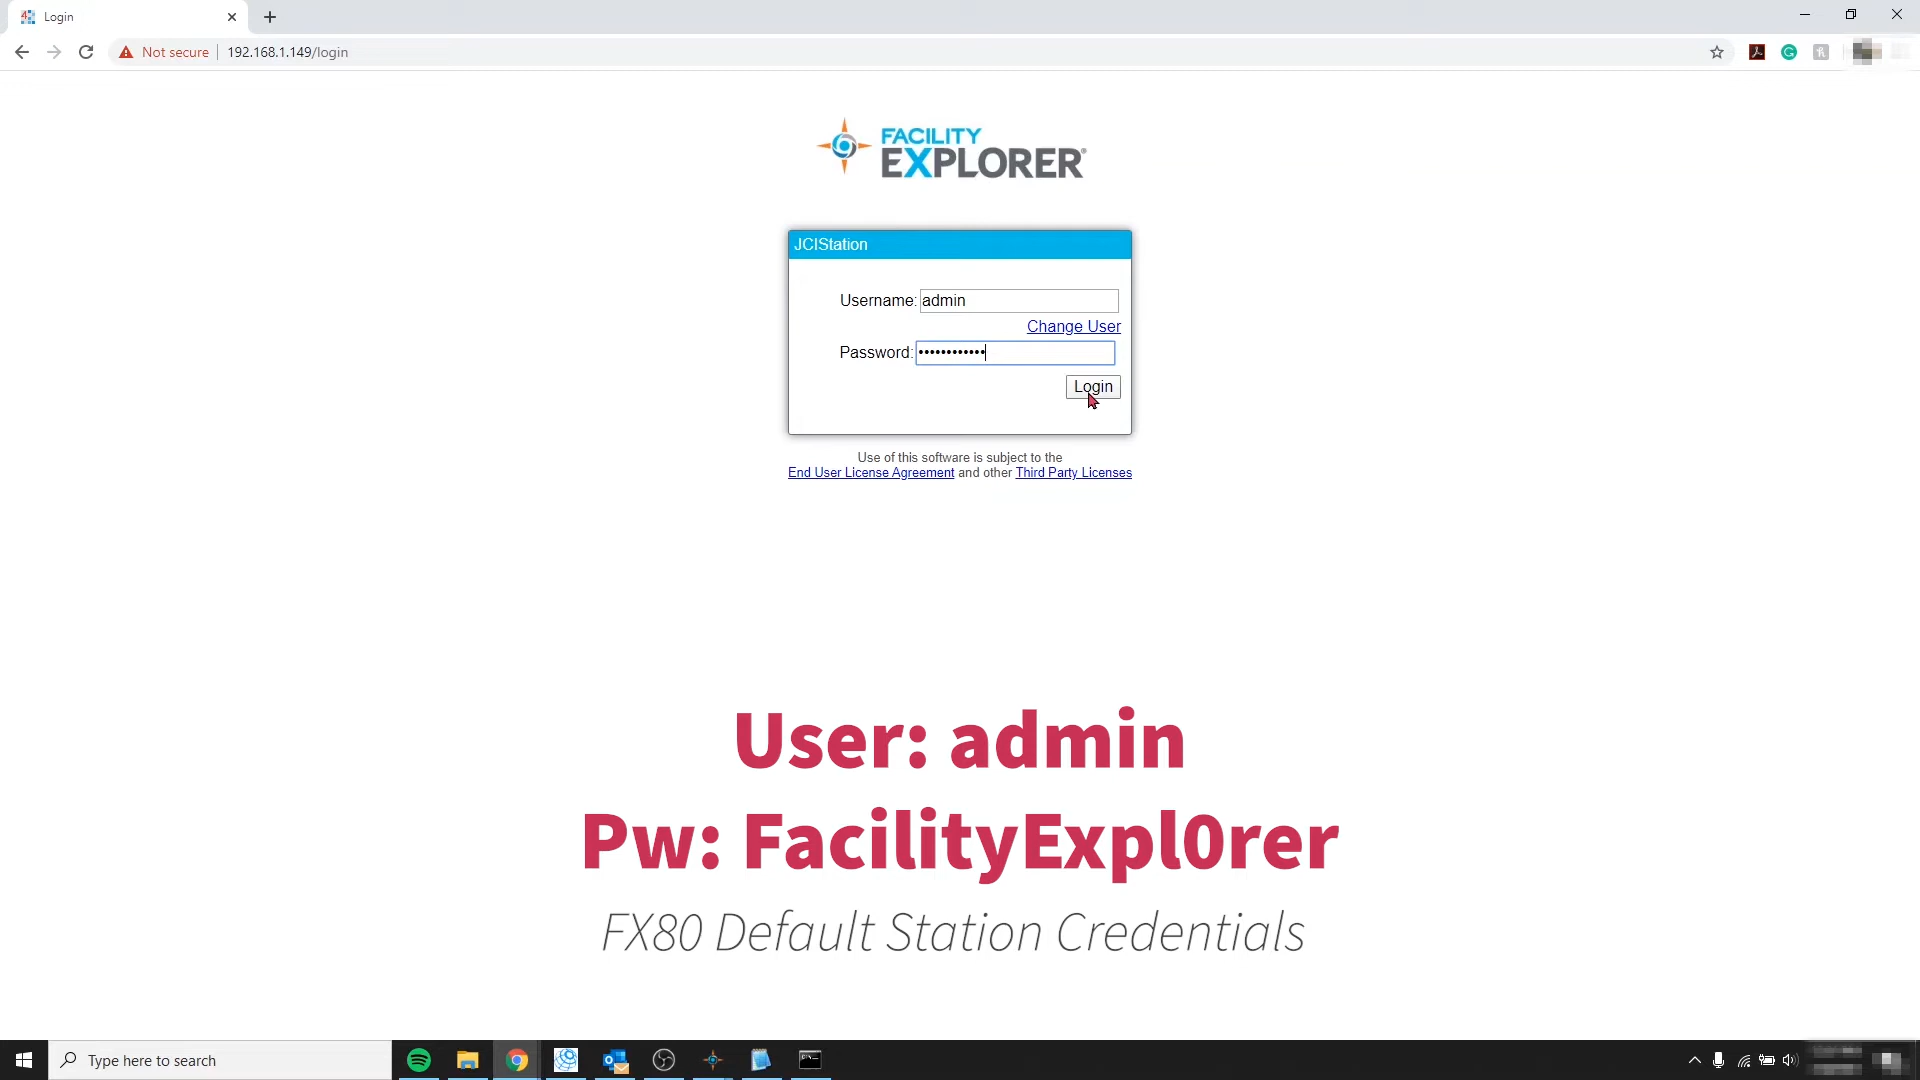 Login
Not secure
192.168.1.149/login
FACILITY
EXPLORER®
JCIStation
Username: admin
Change User
Password: ••••••••••••
Login
Use of this software is subject to the
End User License Agreement and other Third Party Licenses
User: admin
Pw: FacilityExpl0rer
FX80 Default Station Credentials
Type here to search